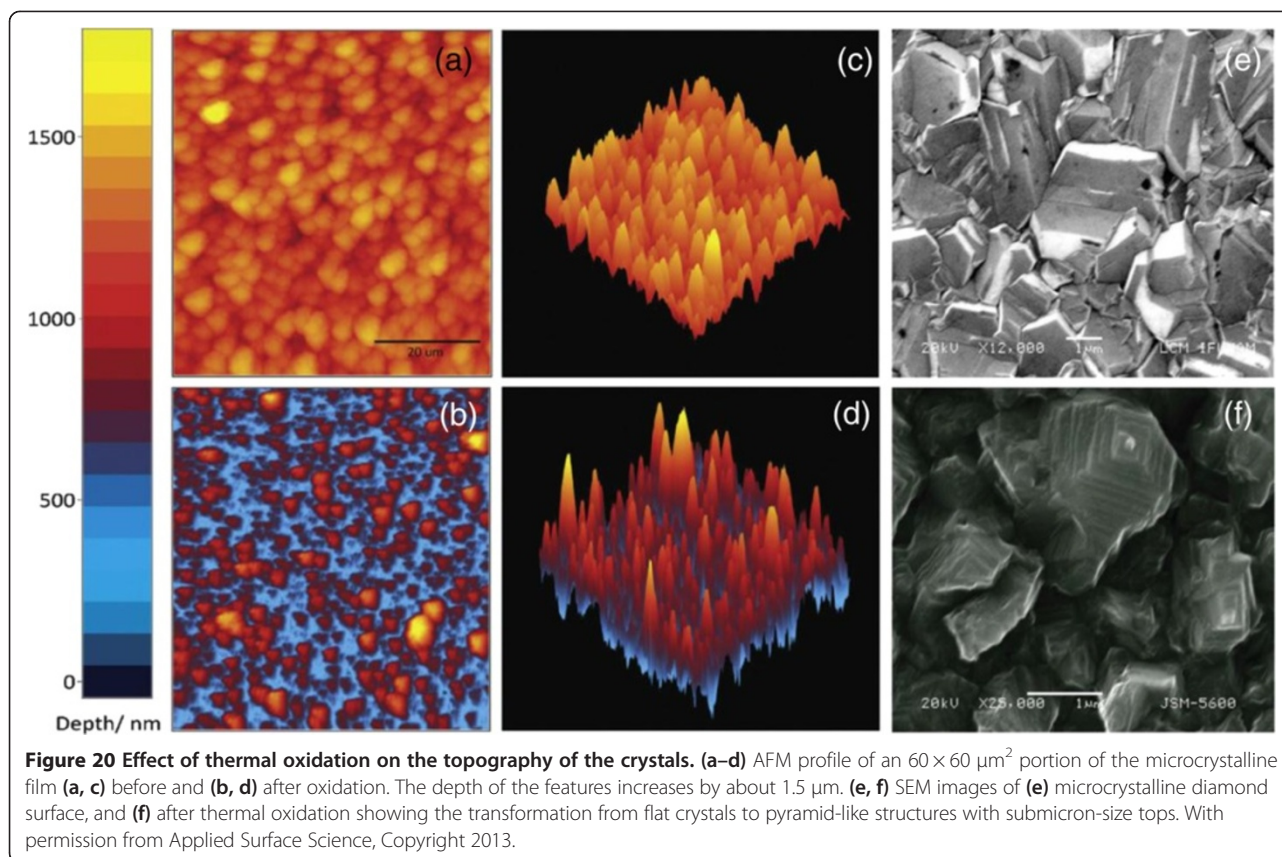 (a)
(c)
(e)
1500
1000
20 um
20kV X12,000 1µm
(b)
(d)
(f)
500
0
Depth/ nm
20kV X25,000 1µm JSM-5600
Figure 20 Effect of thermal oxidation on the topography of the crystals. (a–d) AFM profile of an 60 × 60 µm² portion of the microcrystalline
film (a, c) before and (b, d) after oxidation. The depth of the features increases by about 1.5 µm. (e, f) SEM images of (e) microcrystalline diamond
surface, and (f) after thermal oxidation showing the transformation from flat crystals to pyramid-like structures with submicron-size tops. With
permission from Applied Surface Science, Copyright 2013.